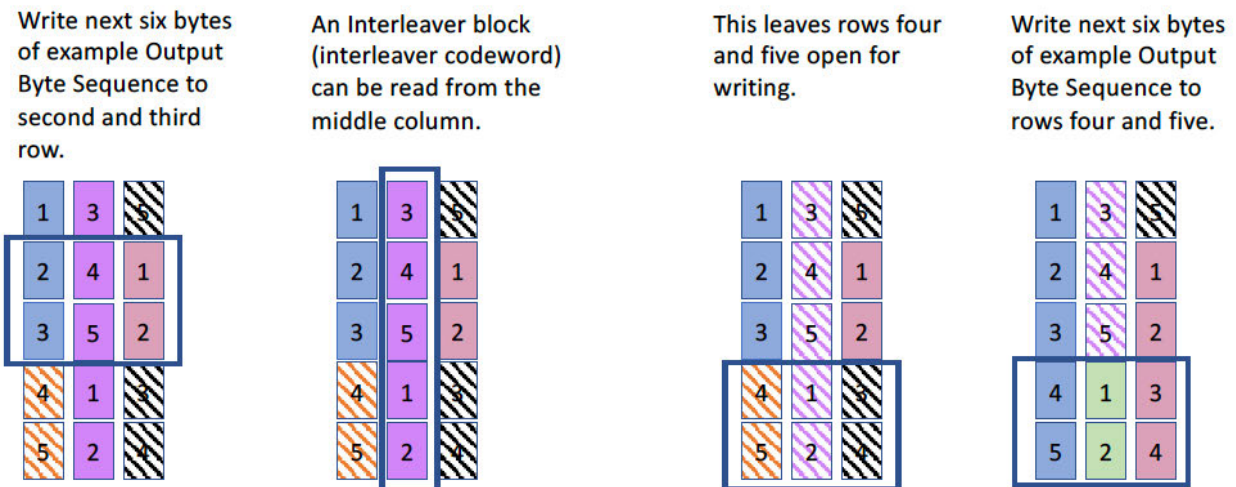 Write next six bytes
of example Output
Byte Sequence to
second and third
row.
An Interleaver block
(interleaver codeword)
can be read from the
middle column.
This leaves rows four
and five open for
writing.
Write next six bytes
of example Output
Byte Sequence to
rows four and five.
1 3 5
2 4 1
3 5 2
4 1 3
5 2 4
1 3 5
2 4 1
3 5 2
4 1 3
5 2 4
1 3 5
2 4 1
3 5 2
4 1 3
5 2 4
1 3 5
2 4 1
3 5 2
4 1 3
5 2 4